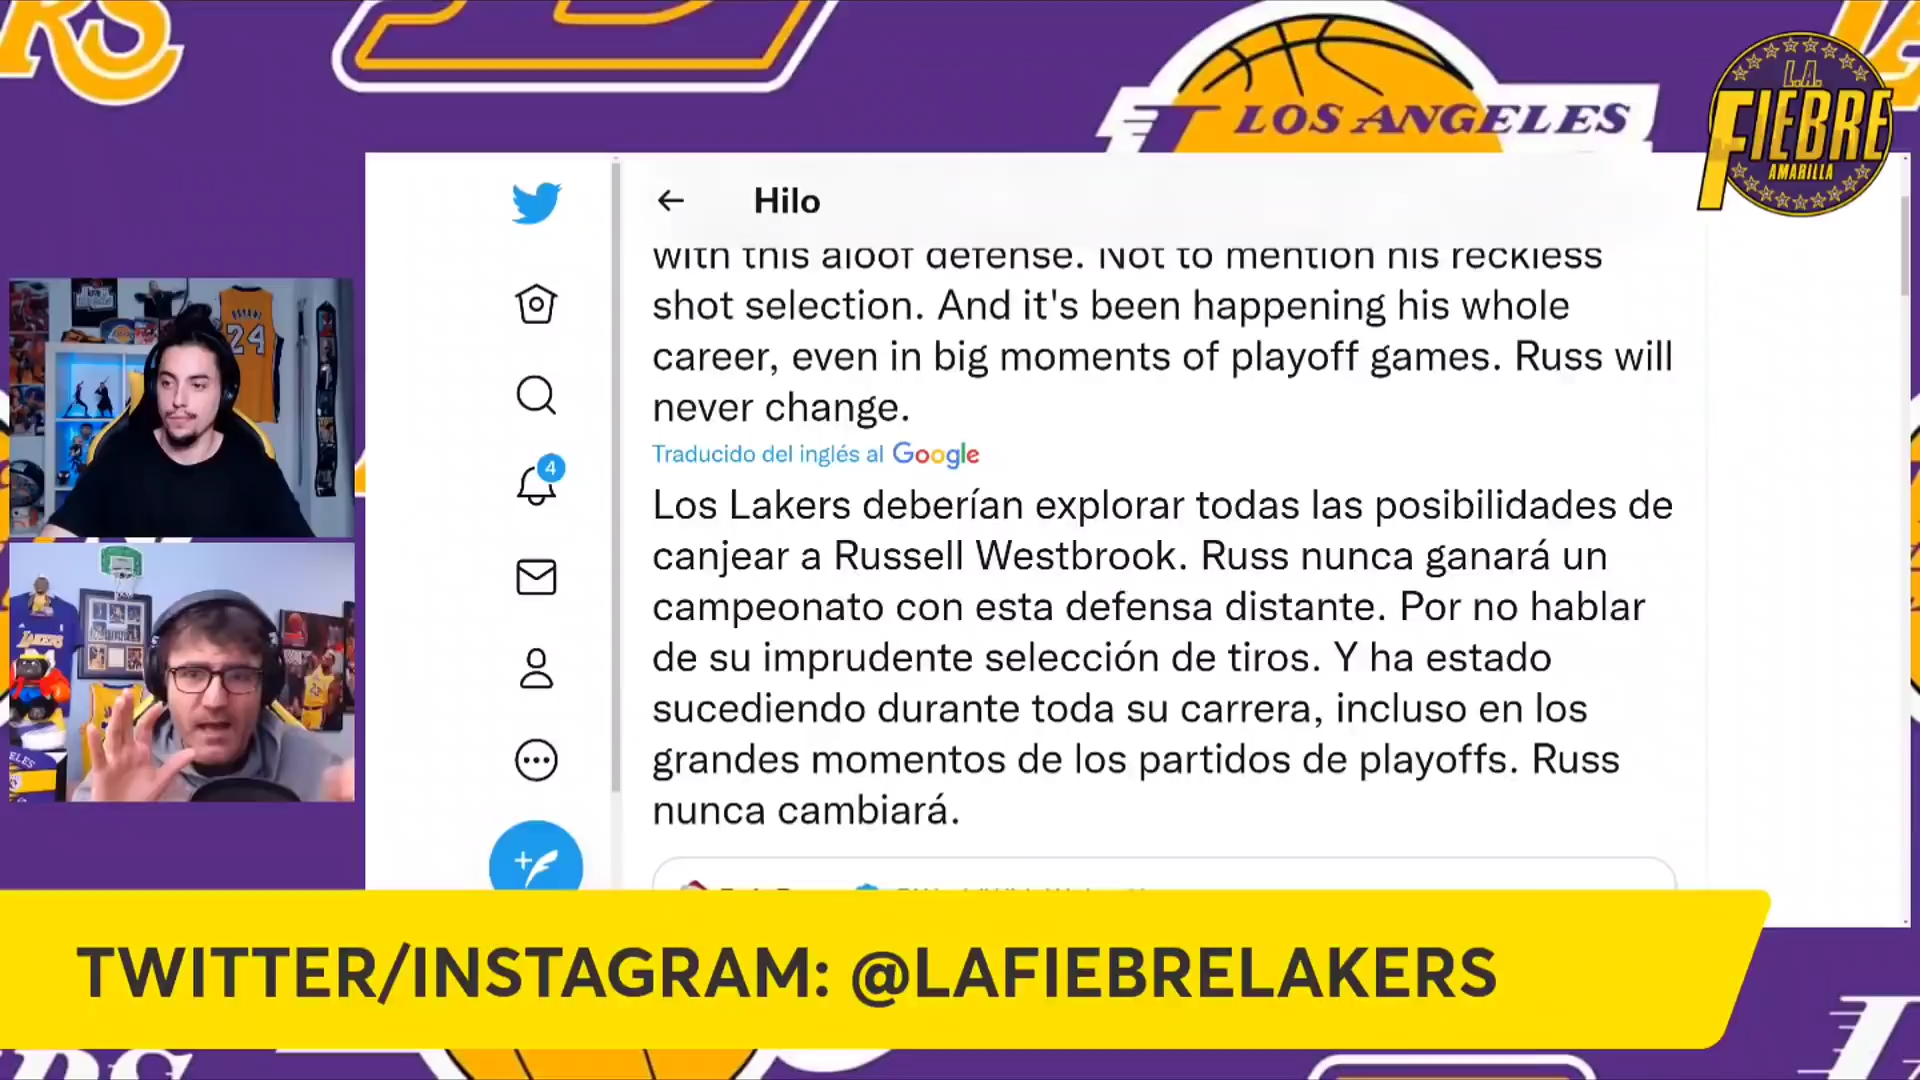 LOS ANGELES
L.A.
FIEBRE
AMARILLA
Hilo
with this aloof defense. Not to mention his reckless
shot selection. And it's been happening his whole
career, even in big moments of playoff games. Russ will
never change.
Traducido del inglés al Google
Los Lakers deberían explorar todas las posibilidades de
canjear a Russell Westbrook. Russ nunca ganará un
campeonato con esta defensa distante. Por no hablar
de su imprudente selección de tiros. Y ha estado
sucediendo durante toda su carrera, incluso en los
grandes momentos de los partidos de playoffs. Russ
nunca cambiará.
4
BRYANT
24
LAKERS
TWITTER/INSTAGRAM: @LAFIEBRELAKERS